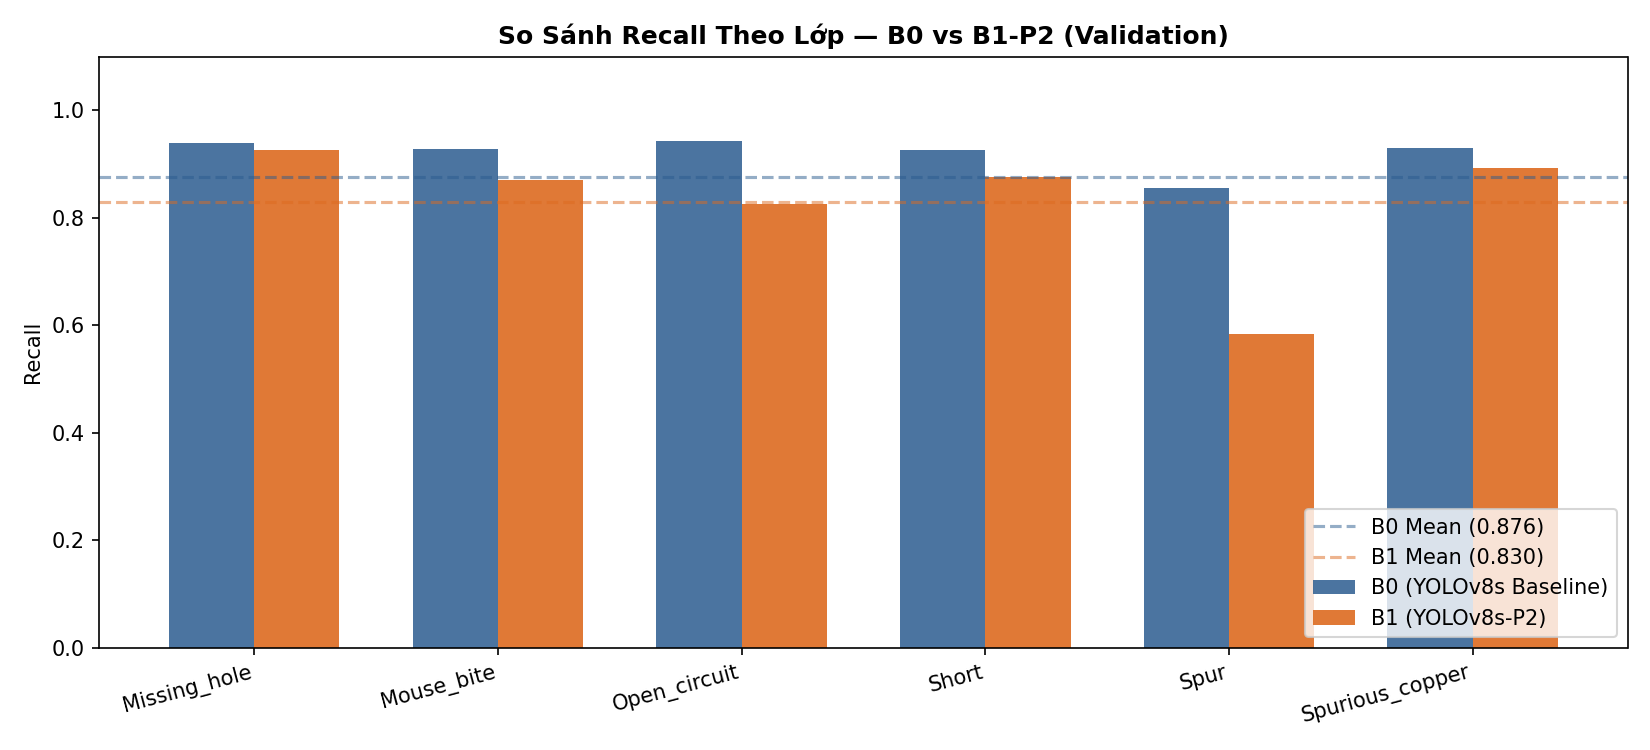 So Sánh Recall Theo Lớp — B0 vs B1-P2 (Validation)
Recall
1.0
0.8
0.6
0.4
0.2
0.0
Missing_hole
Mouse_bite
Open_circuit
Short
Spur
Spurious_copper
B0 Mean (0.876)
B1 Mean (0.830)
B0 (YOLOv8s Baseline)
B1 (YOLOv8s-P2)